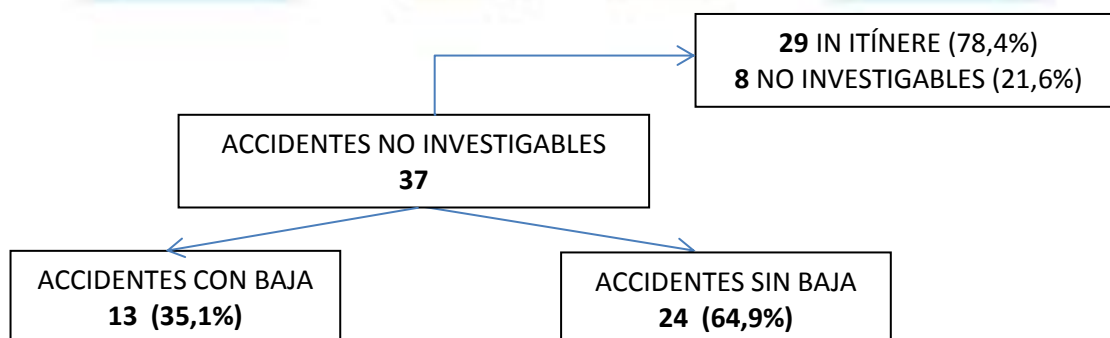 29 IN ITÍNERE (78,4%)
8 NO INVESTIGABLES (21,6%)
ACCIDENTES NO INVESTIGABLES
37
ACCIDENTES CON BAJA
13 (35,1%)
ACCIDENTES SIN BAJA
24 (64,9%)